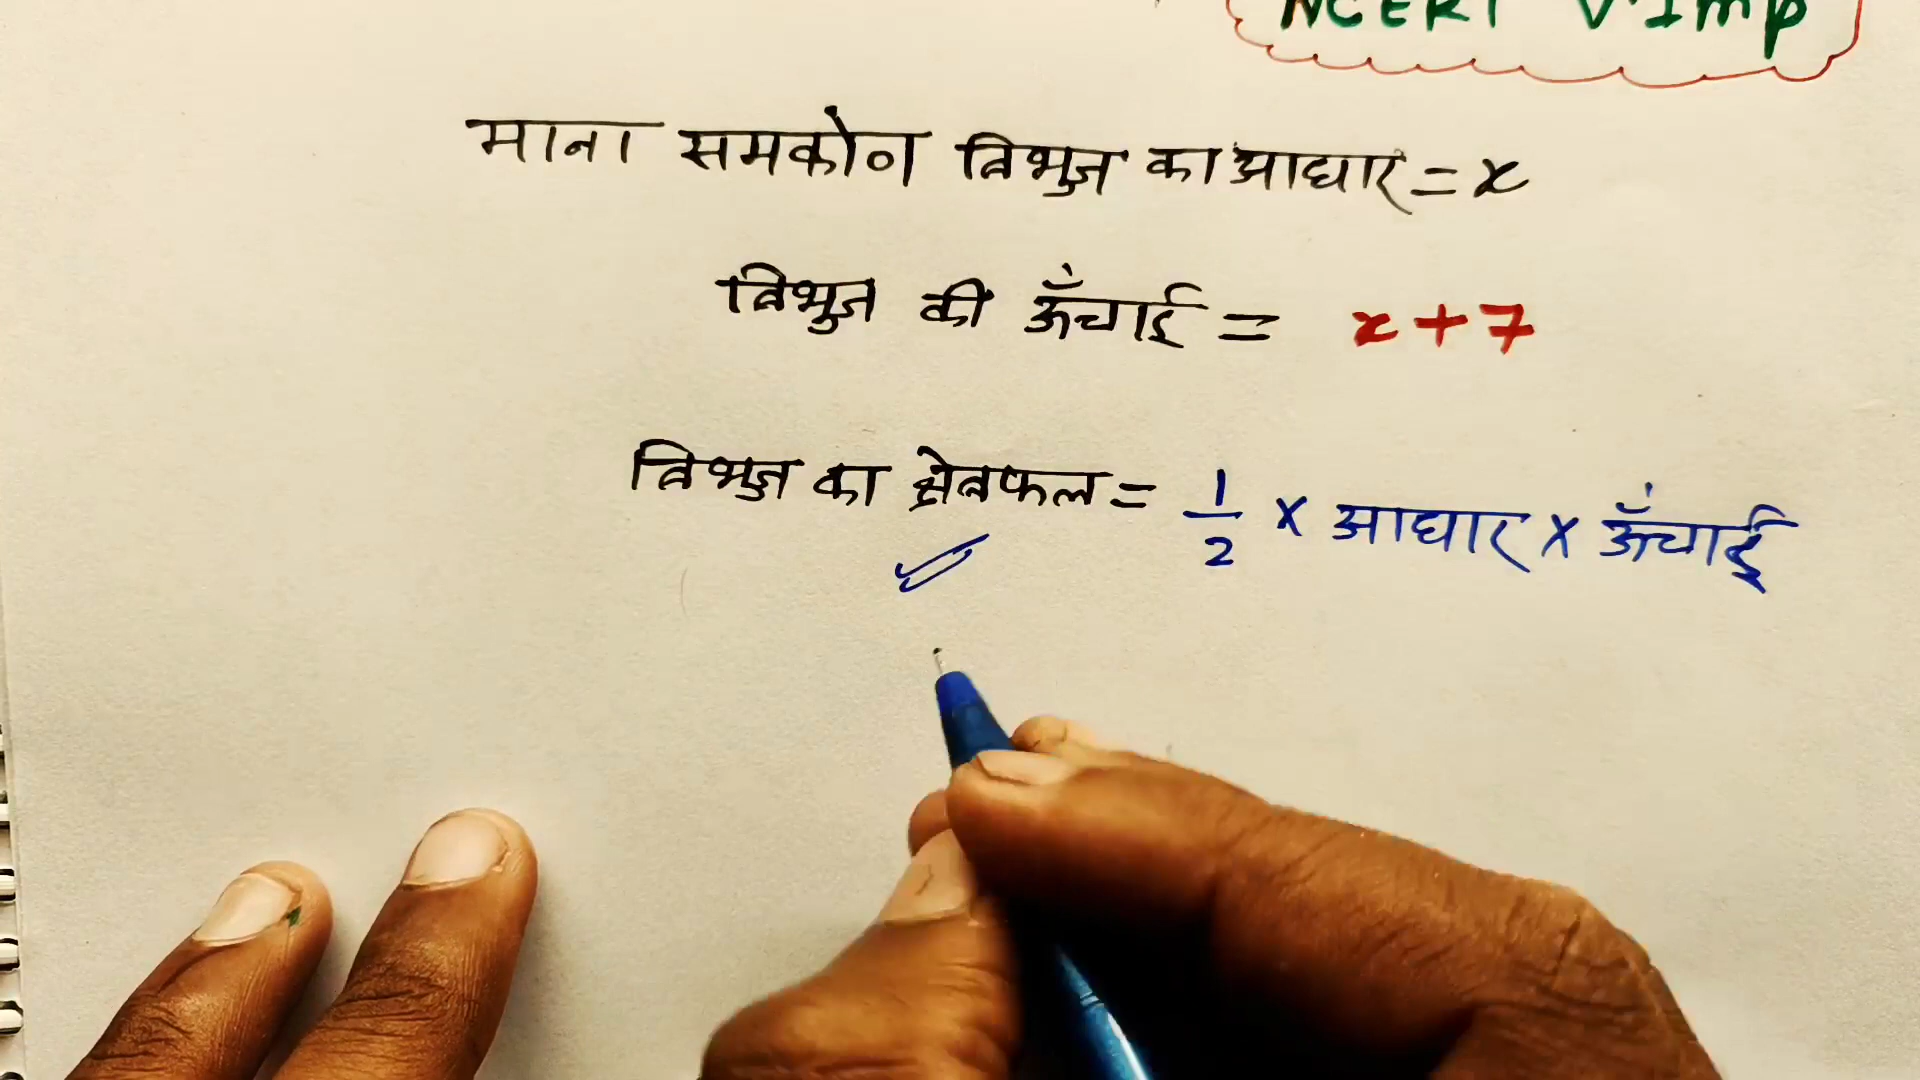 NCERT V.Imp
माना समकोण त्रिभुज का आधार = x
त्रिभुज की ऊँचाई = x + 7
त्रिभुज का क्षेत्रफल = 1/2 × आधार × ऊँचाई